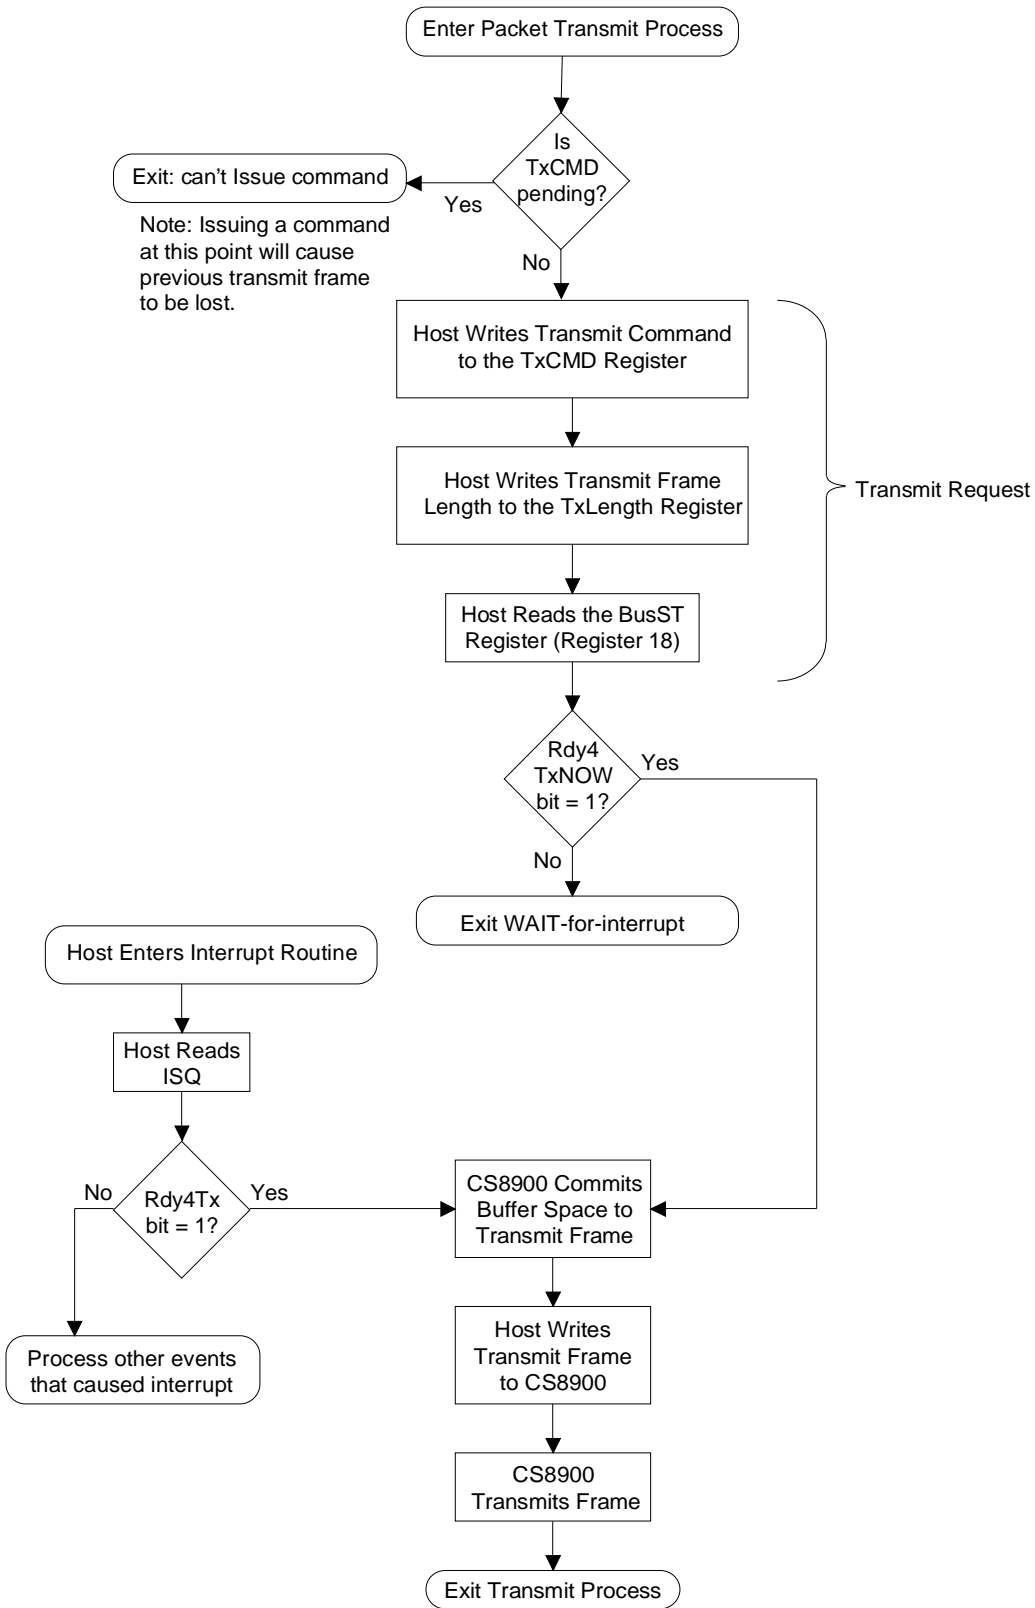 Enter Packet Transmit Process
Is
TxCMD
pending?
Exit: can't Issue command
Yes
Note: Issuing a command
at this point will cause
previous transmit frame
to be lost.
No
Host Writes Transmit Command
to the TxCMD Register
Host Writes Transmit Frame
Length to the TxLength Register
Transmit Request
Host Reads the BusST
Register (Register 18)
Rdy4
TxNOW
bit = 1?
Yes
No
Exit WAIT-for-interrupt
Host Enters Interrupt Routine
Host Reads
ISQ
Rdy4Tx
bit = 1?
No
Yes
CS8900 Commits
Buffer Space to
Transmit Frame
Process other events
that caused interrupt
Host Writes
Transmit Frame
to CS8900
CS8900
Transmits Frame
Exit Transmit Process